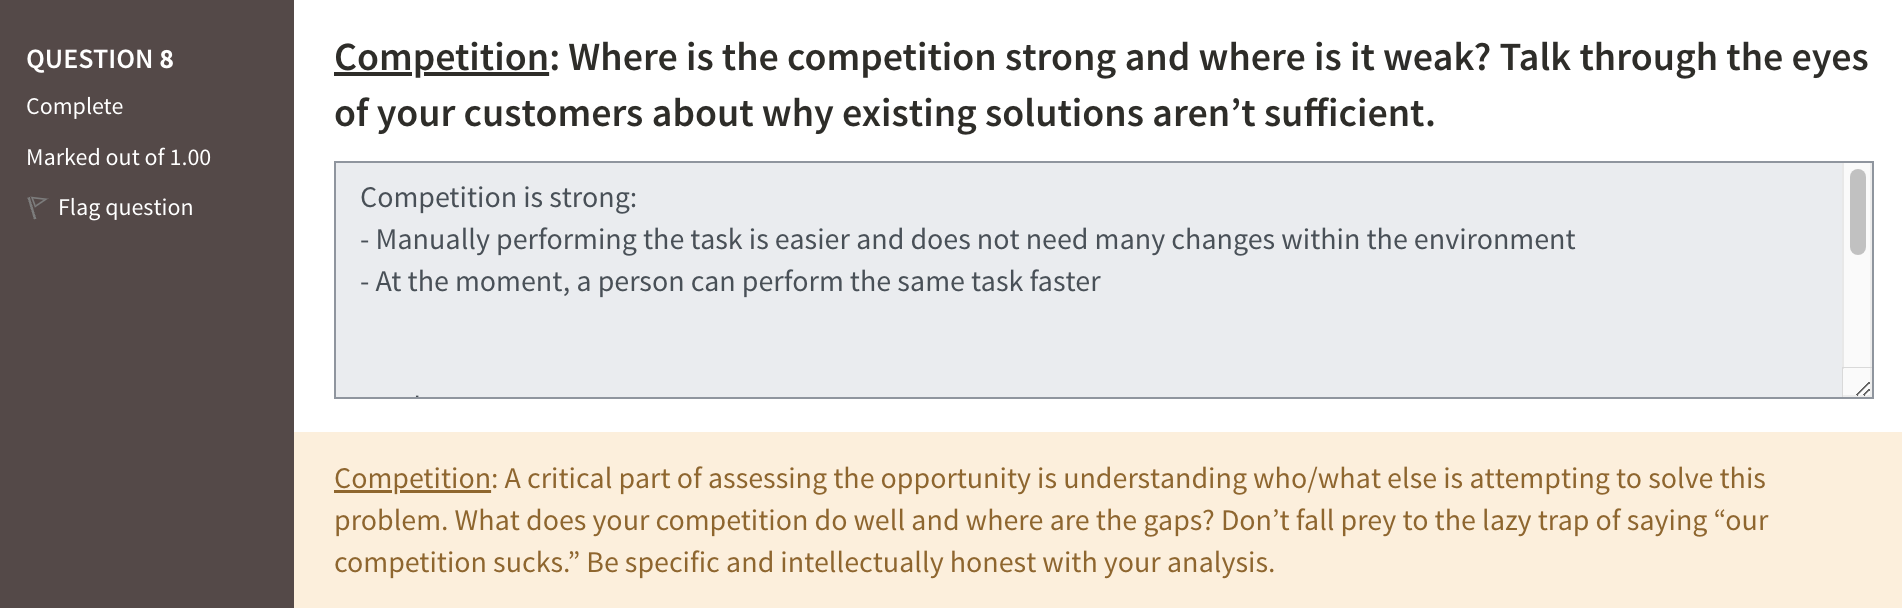 QUESTION 8
Complete
Marked out of 1.00
Flag question
Competition: Where is the competition strong and where is it weak? Talk through the eyes
of your customers about why existing solutions aren’t sufficient.
Competition is strong:
- Manually performing the task is easier and does not need many changes within the environment
- At the moment, a person can perform the same task faster
Competition: A critical part of assessing the opportunity is understanding who/what else is attempting to solve this
problem. What does your competition do well and where are the gaps? Don’t fall prey to the lazy trap of saying “our
competition sucks.” Be specific and intellectually honest with your analysis.